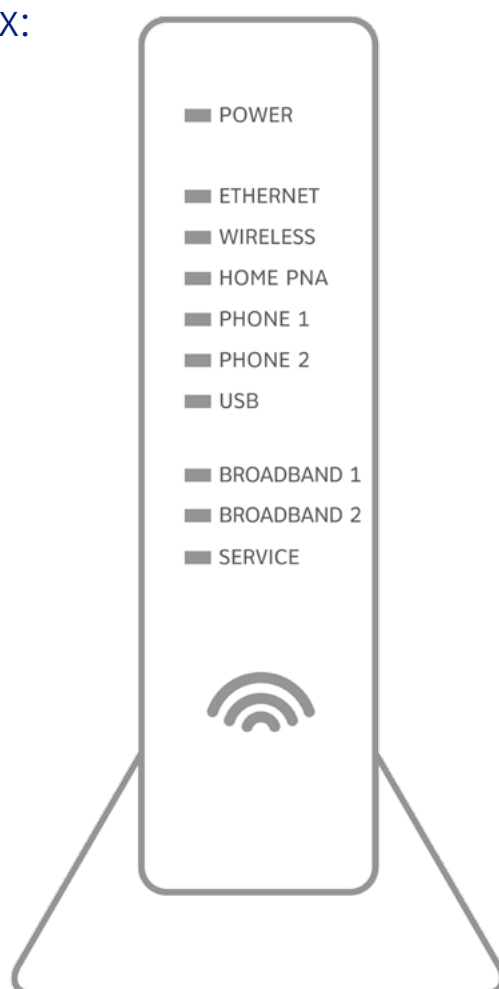 x:
POWER
ETHERNET
WIRELESS
HOME PNA
PHONE 1
PHONE 2
USB
BROADBAND 1
BROADBAND 2
SERVICE